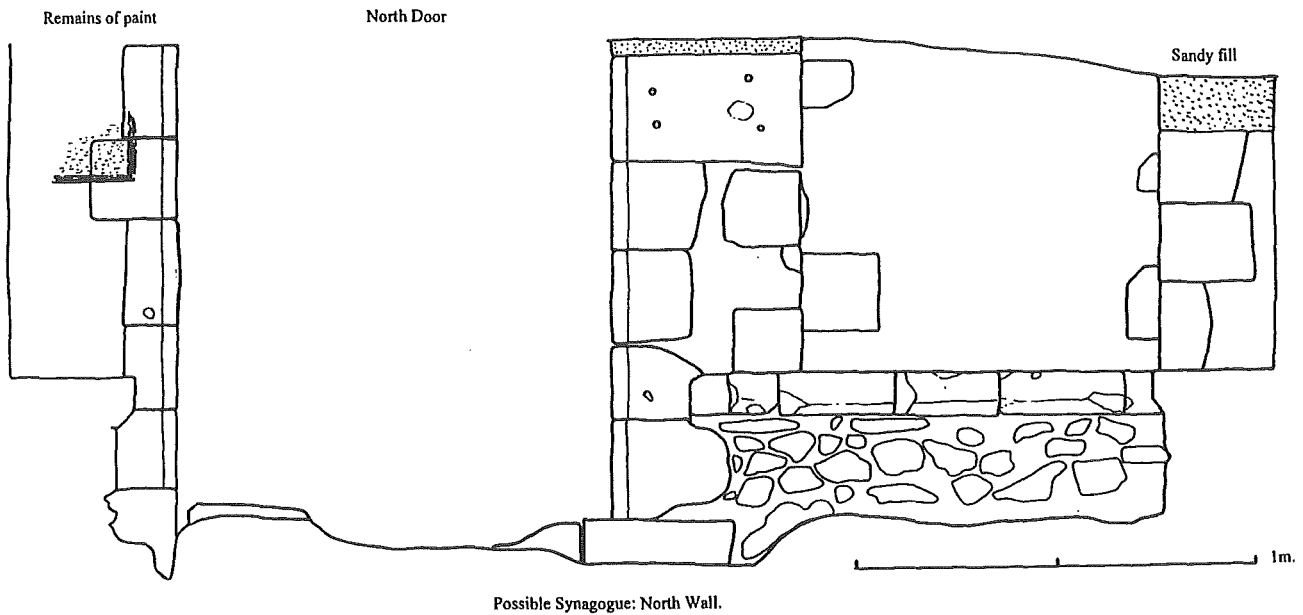 Remains of paint
North Door
Sandy fill
1m.
Possible Synagogue: North Wall.